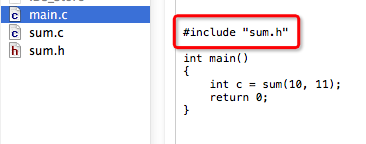 main.c
sum.c
sum.h
#include "sum.h"
int main()
{
    int c = sum(10, 11);
    return 0;
}